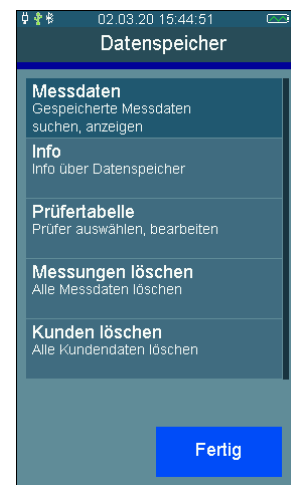 02.03.20 15:44:51
Datenspeicher
Messdaten
Gespeicherte Messdaten
suchen, anzeigen
Info
Info über Datenspeicher
Prüfertabelle
Prüfer auswählen, bearbeiten
Messungen löschen
Alle Messdaten löschen
Kunden löschen
Alle Kundendaten löschen
Fertig